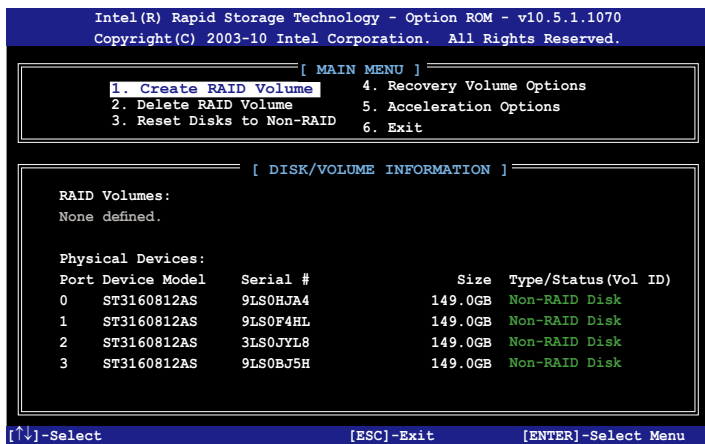 Intel(R) Rapid Storage Technology - Option ROM - v10.5.1.1070
Copyright(C) 2003-10 Intel Corporation. All Rights Reserved.
[ MAIN MENU ]
1. Create RAID Volume
2. Delete RAID Volume
3. Reset Disks to Non-RAID
4. Recovery Volume Options
5. Acceleration Options
6. Exit
[ DISK/VOLUME INFORMATION ]
RAID Volumes:
None defined.
Physical Devices:
Port Device Model Serial # Size Type/Status(Vol ID)
0 ST3160812AS 9LS0HJA4 149.0GB Non-RAID Disk
1 ST3160812AS 9LS0F4HL 149.0GB Non-RAID Disk
2 ST3160812AS 3LS0JYL8 149.0GB Non-RAID Disk
3 ST3160812AS 9LS0BJ5H 149.0GB Non-RAID Disk
[↑↓]-Select [ESC]-Exit [ENTER]-Select Menu